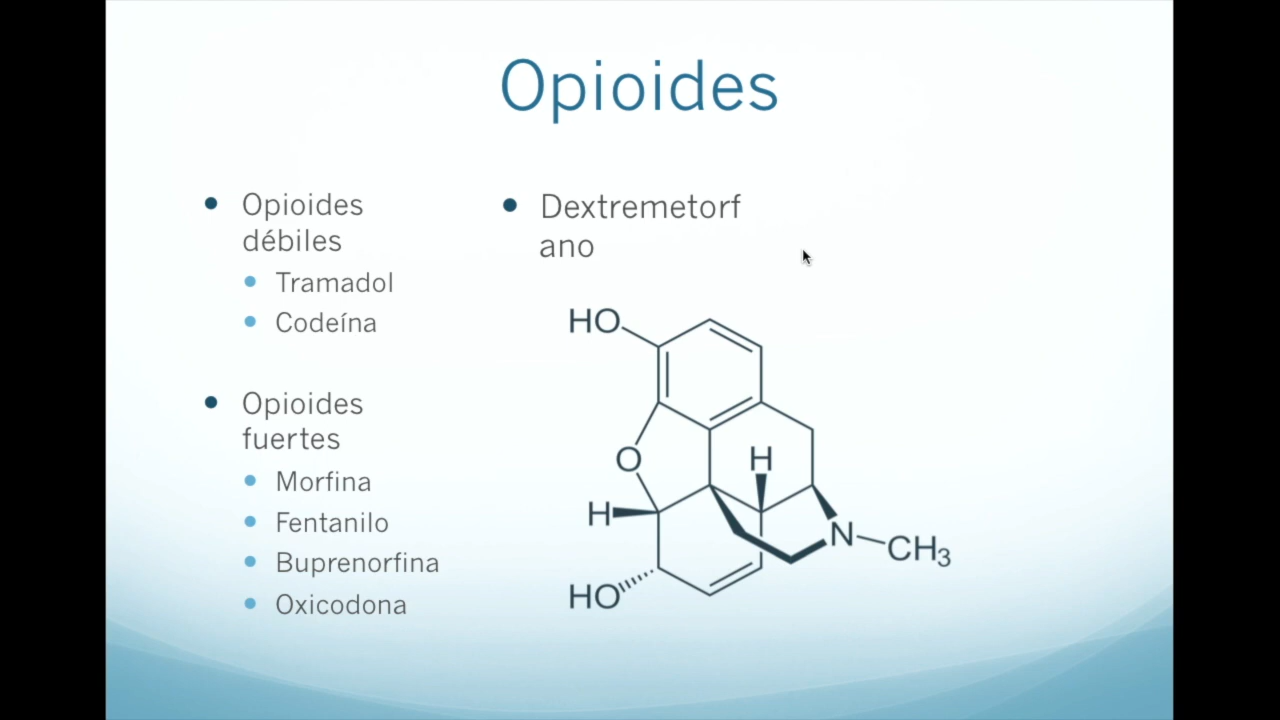 Opioides
Opioides
débiles
Tramadol
Codeína
Opioides
fuertes
Morfina
Fentanilo
Buprenorfina
Oxicodona
Dextremetorf
ano
HO
O
H
H
N
CH3
HO